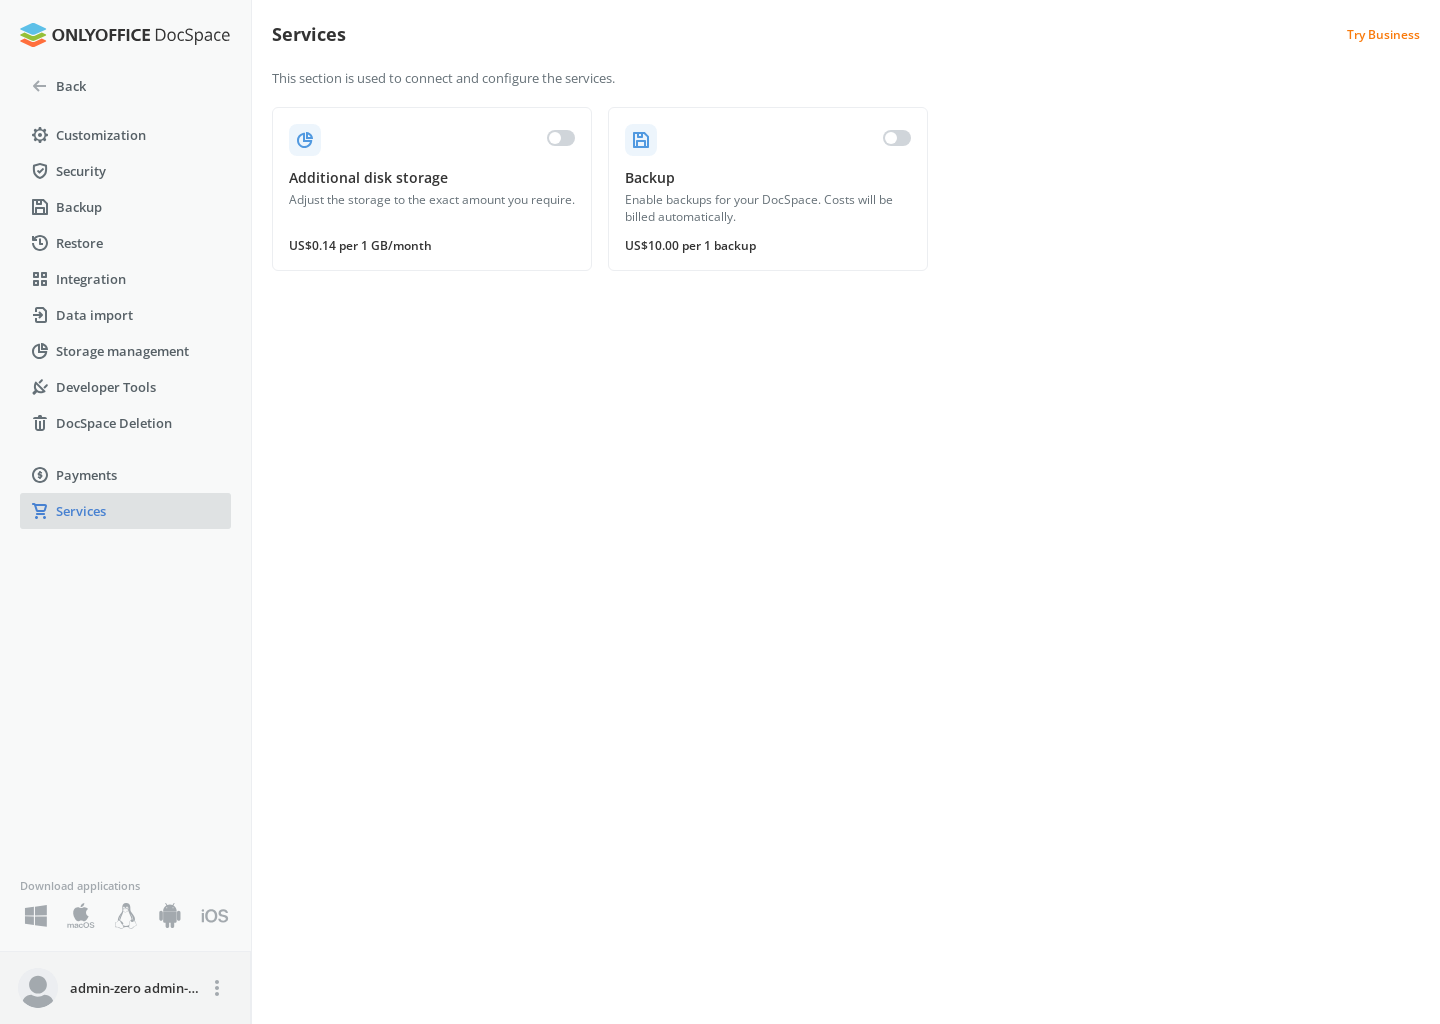 ONLYOFFICE DocSpace
Back
Customization
Security
Backup
Restore
Integration
Data import
Storage management
Developer Tools
DocSpace Deletion
Payments
Services
Download applications
macOS
iOS
admin-zero admin-...
Services
Try Business
This section is used to connect and configure the services.
Additional disk storage
Adjust the storage to the exact amount you require.
US$0.14 per 1 GB/month
Backup
Enable backups for your DocSpace. Costs will be
billed automatically.
US$10.00 per 1 backup